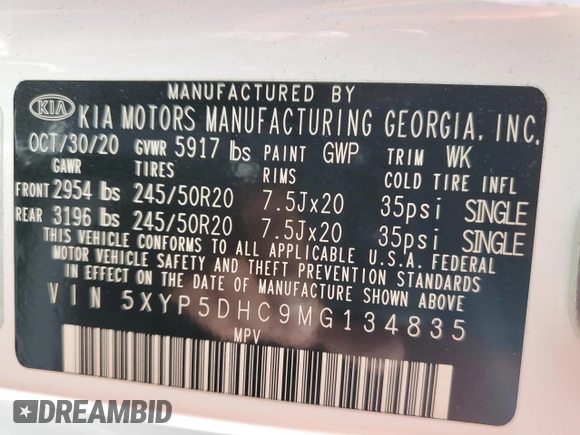 MANUFACTURED BY
KIA KIA MOTORS MANUFACTURING GEORGIA, INC.
OCT/30/20 GVWR 5917 lbs PAINT GWP TRIM WK
GAWR TIRES RIMS COLD TIRE INFL
FRONT 2954 lbs 245/50R20 7.5Jx20 35psi SINGLE
REAR 3196 lbs 245/50R20 7.5Jx20 35psi SINGLE
THIS VEHICLE CONFORMS TO ALL APPLICABLE U.S.A. FEDERAL
MOTOR VEHICLE SAFETY AND THEFT PREVENTION STANDARDS
IN EFFECT ON THE DATE OF MANUFACTURE SHOWN ABOVE.
VIN 5XYP5DHC9MG134835
MPV
DREAMBID